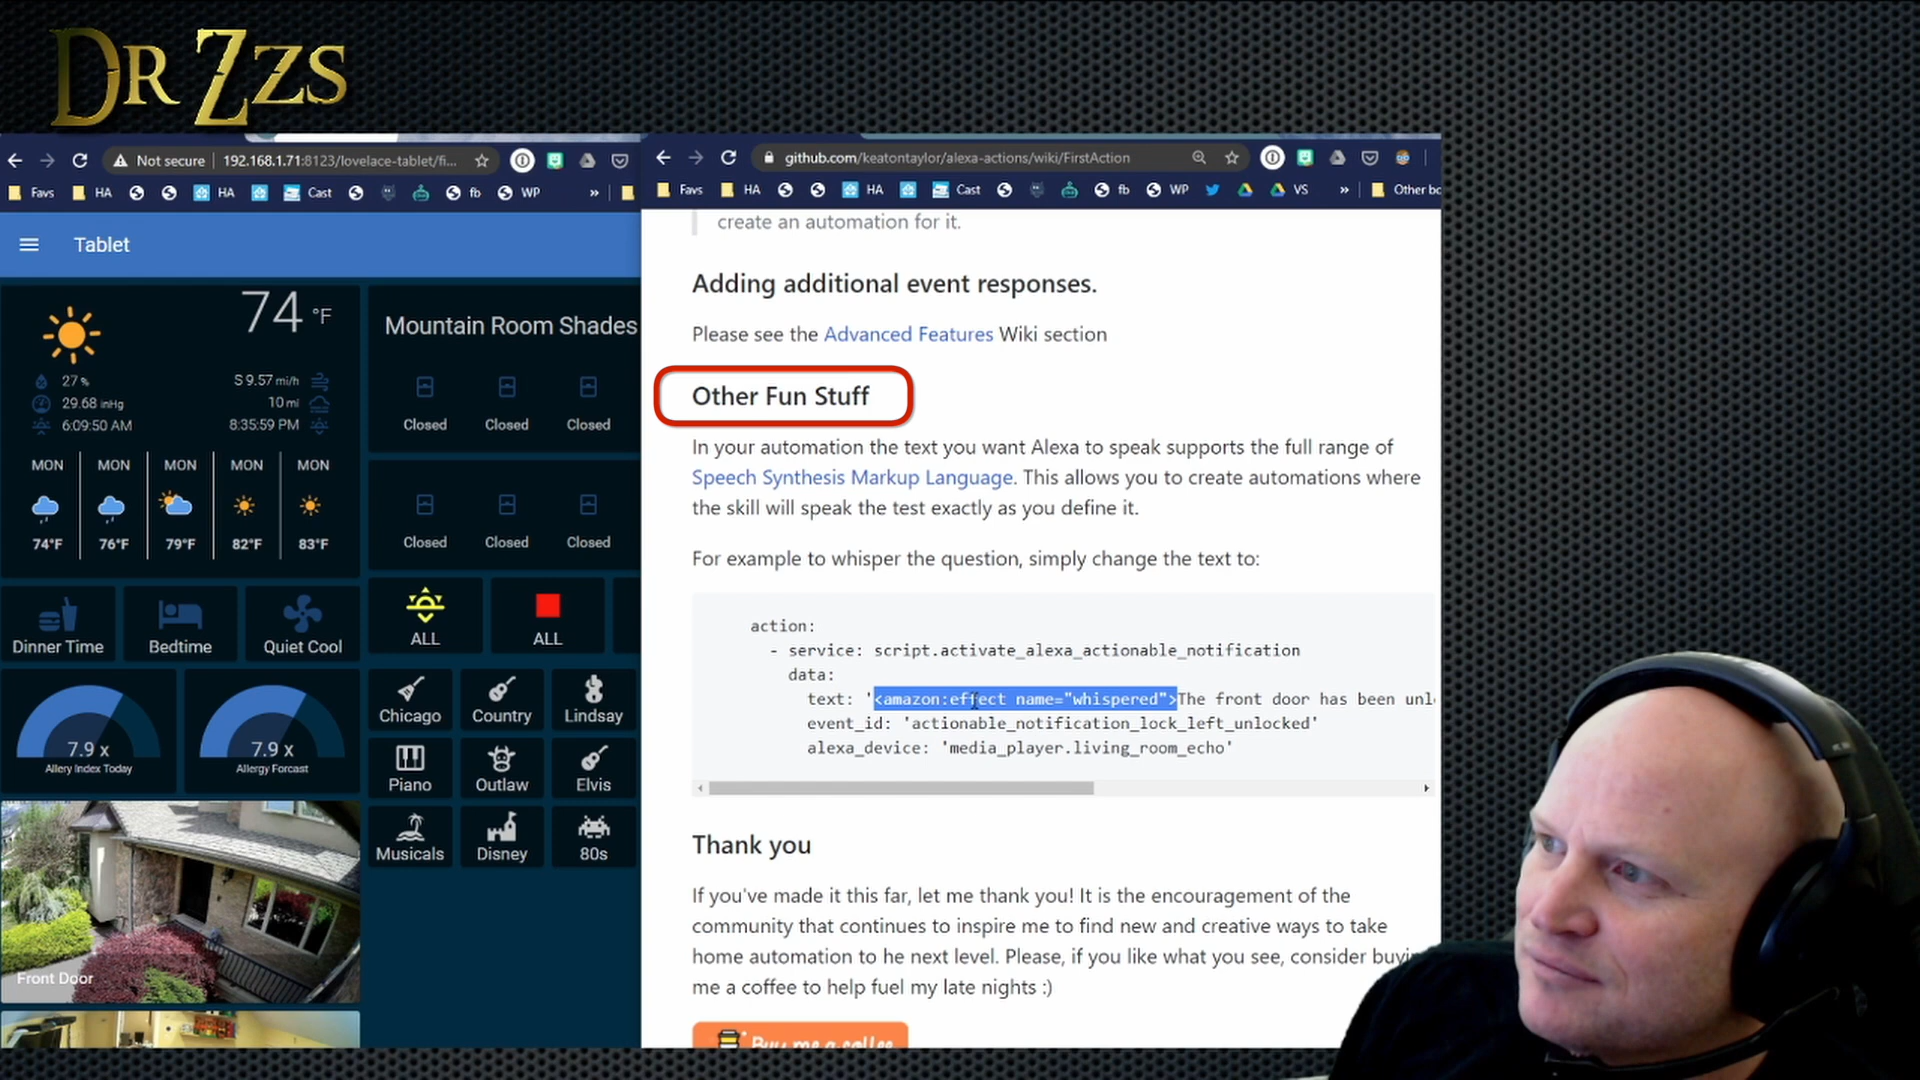 DR ZZS
Not secure 192.168.1.71:8123/lovelace-tablet/fi...
Favs HA HA Cast fb WP »
Tablet
74 °F
27 %
29.68 inHg
6:09:50 AM
S 9.57 mi/h
10 mi
8:35:59 PM
MON MON MON MON MON
74°F 76°F 79°F 82°F 83°F
Dinner Time Bedtime Quiet Cool
7.9 x
Allery Index Today
7.9 x
Allergy Forcast
Front Door
Mountain Room Shades
Closed Closed Closed
Closed Closed Closed
ALL ALL
Chicago Country Lindsay
Piano Outlaw Elvis
Musicals Disney 80s
github.com/keatontaylor/alexa-actions/wiki/FirstAction
Favs HA HA Cast fb WP VS » Other bo
create an automation for it.
Adding additional event responses.
Please see the Advanced Features Wiki section
Other Fun Stuff
In your automation the text you want Alexa to speak supports the full range of
Speech Synthesis Markup Language. This allows you to create automations where
the skill will speak the test exactly as you define it.
For example to whisper the question, simply change the text to:
action:
- service: script.activate_alexa_actionable_notification
data:
text: '<amazon:effect name="whispered">The front door has been unl
event_id: 'actionable_notification_lock_left_unlocked'
alexa_device: 'media_player.living_room_echo'
Thank you
If you've made it this far, let me thank you! It is the encouragement of the
community that continues to inspire me to find new and creative ways to take
home automation to he next level. Please, if you like what you see, consider buyin
me a coffee to help fuel my late nights :)
Buy me a coffee